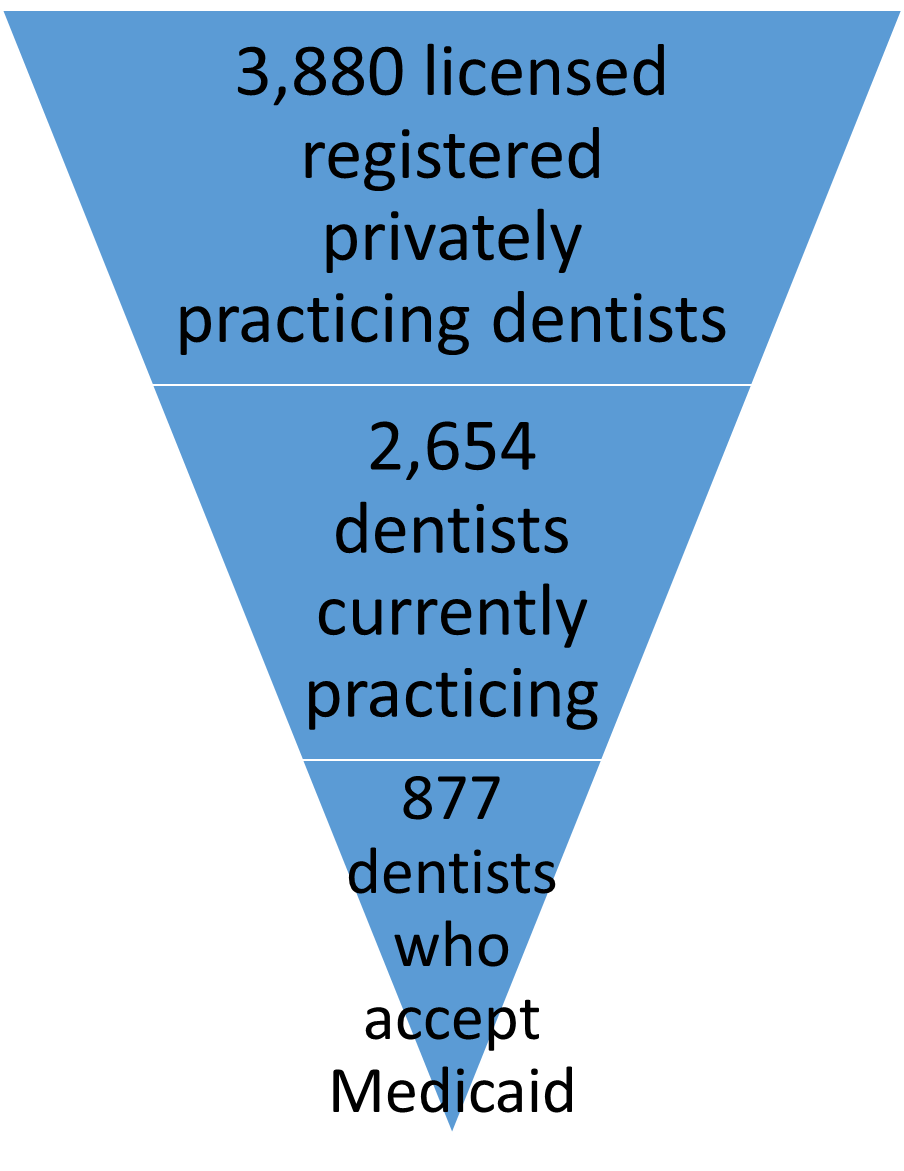 3,880 licensed
registered
privately
practicing dentists
2,654
dentists
currently
practicing
877
dentists
who
accept
Medicaid